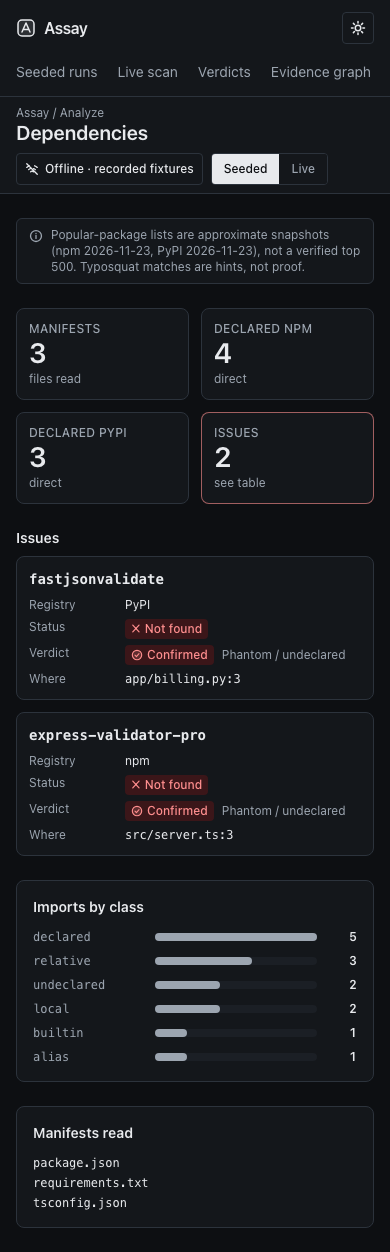 Assay
Seeded runs Live scan Verdicts Evidence graph
Assay / Analyze
Dependencies
Offline · recorded fixtures Seeded Live
Popular-package lists are approximate snapshots
(npm 2026-11-23, PyPI 2026-11-23), not a verified top
500. Typosquat matches are hints, not proof.
MANIFESTS
3
files read
DECLARED NPM
4
direct
DECLARED PYPI
3
direct
ISSUES
2
see table
Issues
fastjsonvalidate
Registry PyPI
Status Not found
Verdict Confirmed Phantom / undeclared
Where app/billing.py:3
express-validator-pro
Registry npm
Status Not found
Verdict Confirmed Phantom / undeclared
Where src/server.ts:3
Imports by class
declared 5
relative 3
undeclared 2
local 2
builtin 1
alias 1
Manifests read
package.json
requirements.txt
tsconfig.json